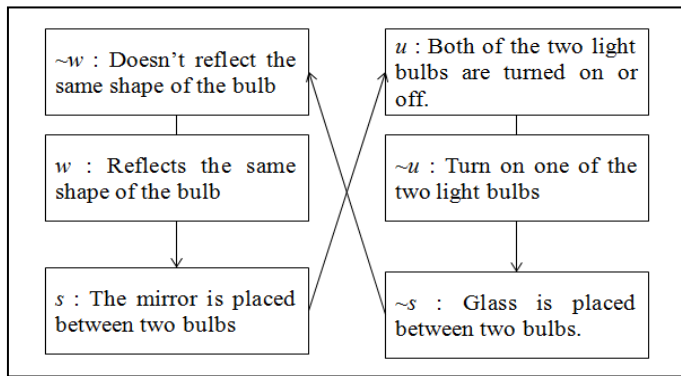 ~w : Doesn’t reflect the
same shape of the bulb
w : Reflects the same
shape of the bulb
s : The mirror is placed
between two bulbs
u : Both of the two light
bulbs are turned on or
off.
~u : Turn on one of the
two light bulbs
~s : Glass is placed
between two bulbs.